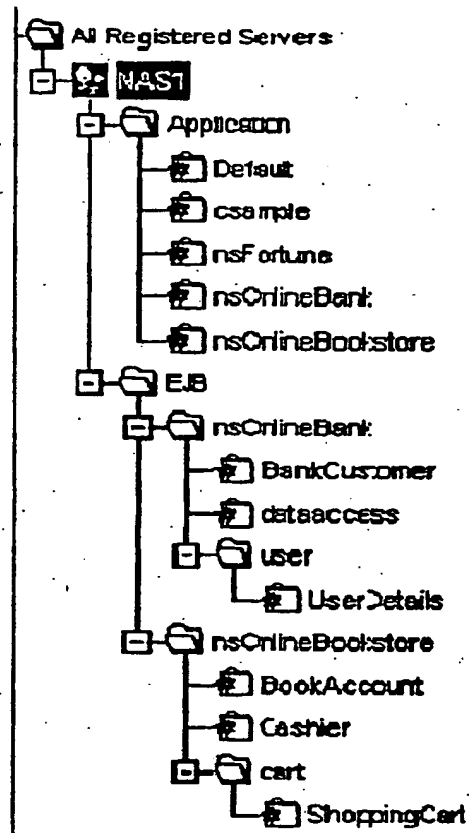 All Registered Servers
NAS1
Application
Default
csample
nsFortune
nsOnlineBank
nsOnlineBookstore
EJB
nsOnlineBank
BankCustomer
dataaccess
user
UserDetails
nsOnlineBookstore
BookAccount
Cashier
cart
ShoppingCart